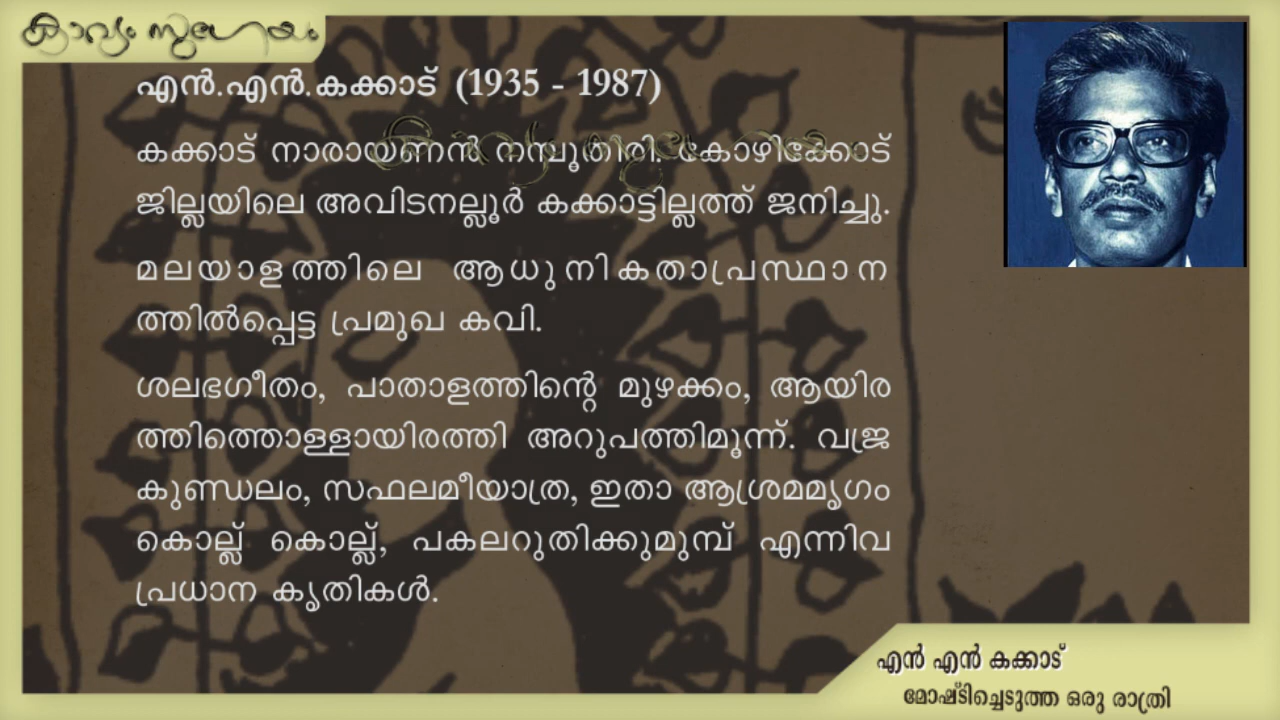 കാവ്യം സുഗേയം
എൻ.എൻ.കക്കാട് (1935 - 1987)
കക്കാട് നാരായണൻ നമ്പൂതിരി. കോഴിക്കോട്
ജില്ലയിലെ അവിടനല്ലൂർ കക്കാട്ടില്ലത്ത് ജനിച്ചു.
മലയാളത്തിലെ ആധുനികതാപ്രസ്ഥാന
ത്തിൽപ്പെട്ട പ്രമുഖ കവി.
ശലഭഗീതം, പാതാളത്തിന്റെ മുഴക്കം, ആയിര
ത്തിത്തൊള്ളായിരത്തി അറുപത്തിമൂന്ന്. വജ്ര
കുണ്ഡലം, സഫലമീയാത്ര, ഇതാ ആശ്രമമൃഗം
കൊല്ല് കൊല്ല്, പകലറുതിക്കുമുമ്പ് എന്നിവ
പ്രധാന കൃതികൾ.
എൻ എൻ കക്കാട്
മോഷ്ടിച്ചെടുത്ത ഒരു രാത്രി